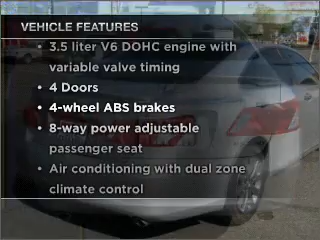 VEHICLE FEATURES
• 3.5 liter V6 DOHC engine with
variable valve timing
• 4 Doors
• 4-wheel ABS brakes
• 8-way power adjustable
passenger seat
• Air conditioning with dual zone
climate control